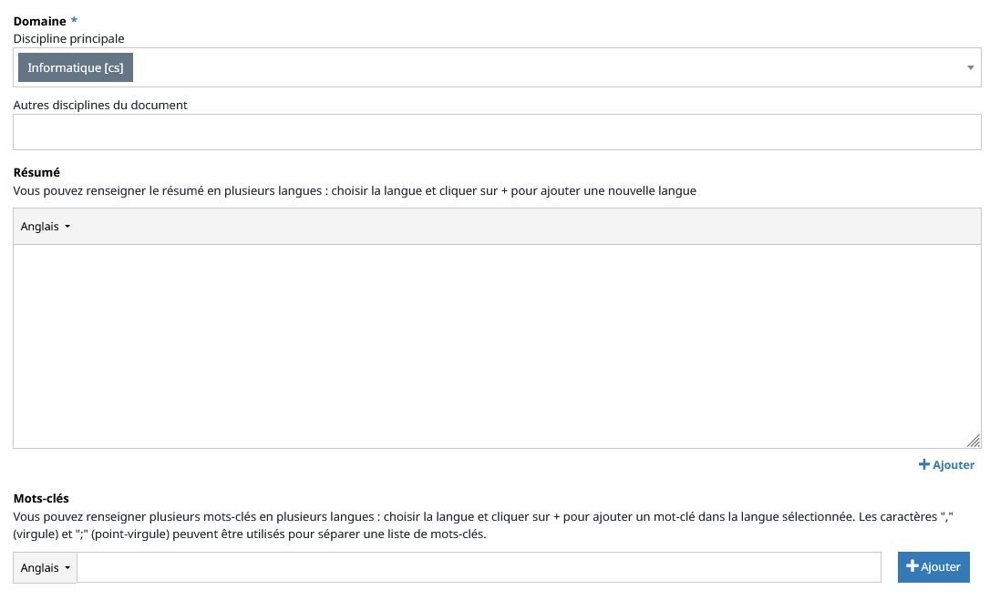 Domaine *
Discipline principale
Informatique [cs]
Autres disciplines du document
Résumé
Vous pouvez renseigner le résumé en plusieurs langues : choisir la langue et cliquer sur + pour ajouter une nouvelle langue
Anglais
Ajouter
Mots-clés
Vous pouvez renseigner plusieurs mots-clés en plusieurs langues : choisir la langue et cliquer sur + pour ajouter un mot-clé dans la langue sélectionnée. Les caractères ","
(virgule) et ";" (point-virgule) peuvent être utilisés pour séparer une liste de mots-clés.
Anglais
Ajouter